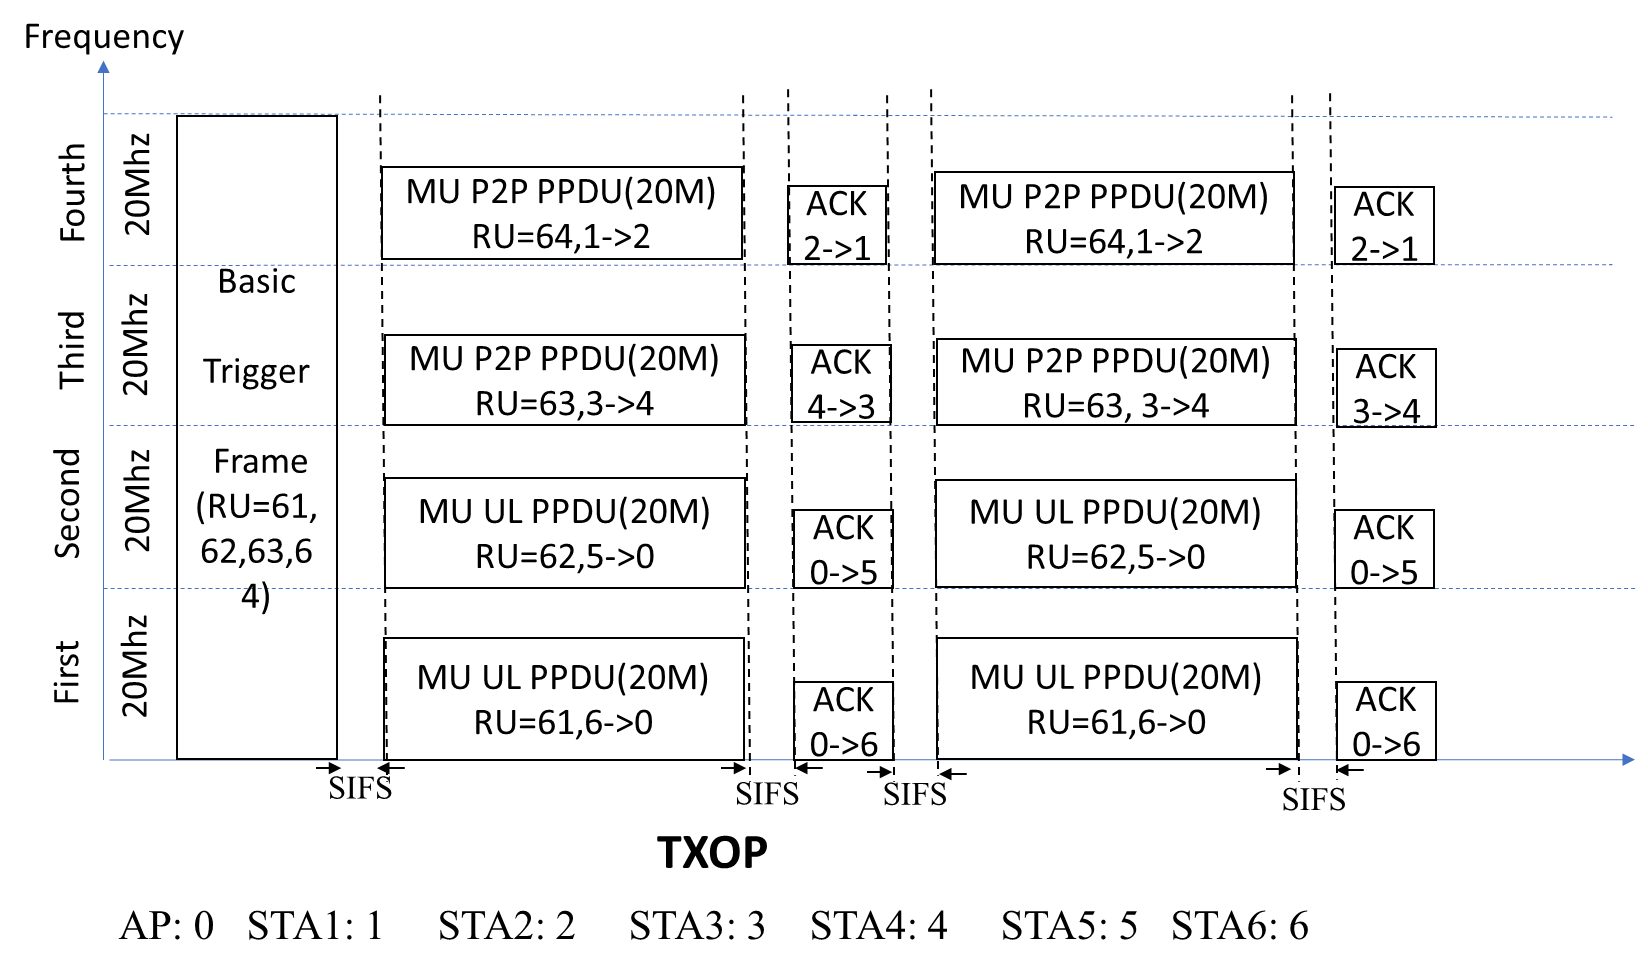 Frequency
Fourth
20Mhz
MU P2P PPDU(20M)
RU=64,1->2
ACK
2->1
MU P2P PPDU(20M)
RU=64,1->2
ACK
2->1
Third
20Mhz
MU P2P PPDU(20M)
RU=63,3->4
ACK
4->3
MU P2P PPDU(20M)
RU=63, 3->4
ACK
3->4
Second
20Mhz
MU UL PPDU(20M)
RU=62,5->0
ACK
0->5
MU UL PPDU(20M)
RU=62,5->0
ACK
0->5
First
20Mhz
MU UL PPDU(20M)
RU=61,6->0
ACK
0->6
MU UL PPDU(20M)
RU=61,6->0
ACK
0->6
Basic
Trigger
Frame
(RU=61,
62,63,6
4)
SIFS
SIFS
SIFS
SIFS
TXOP
AP: 0 STA1: 1 STA2: 2 STA3: 3 STA4: 4 STA5: 5 STA6: 6